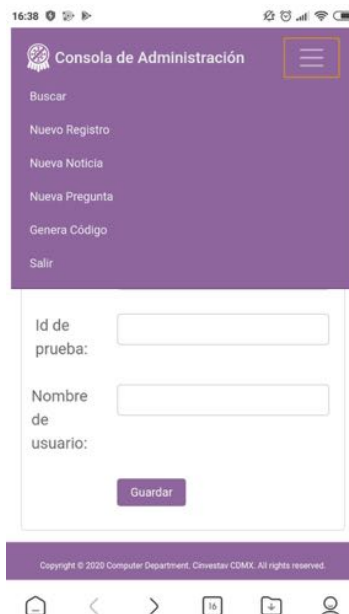 16:38
Consola de Administración
Buscar
Nuevo Registro
Nueva Noticia
Nueva Pregunta
Genera Código
Salir
Id de
prueba:
Nombre
de
usuario:
Guardar
Copyright © 2020 Computer Department. Cinvestav CDMX. All rights reserved.
16